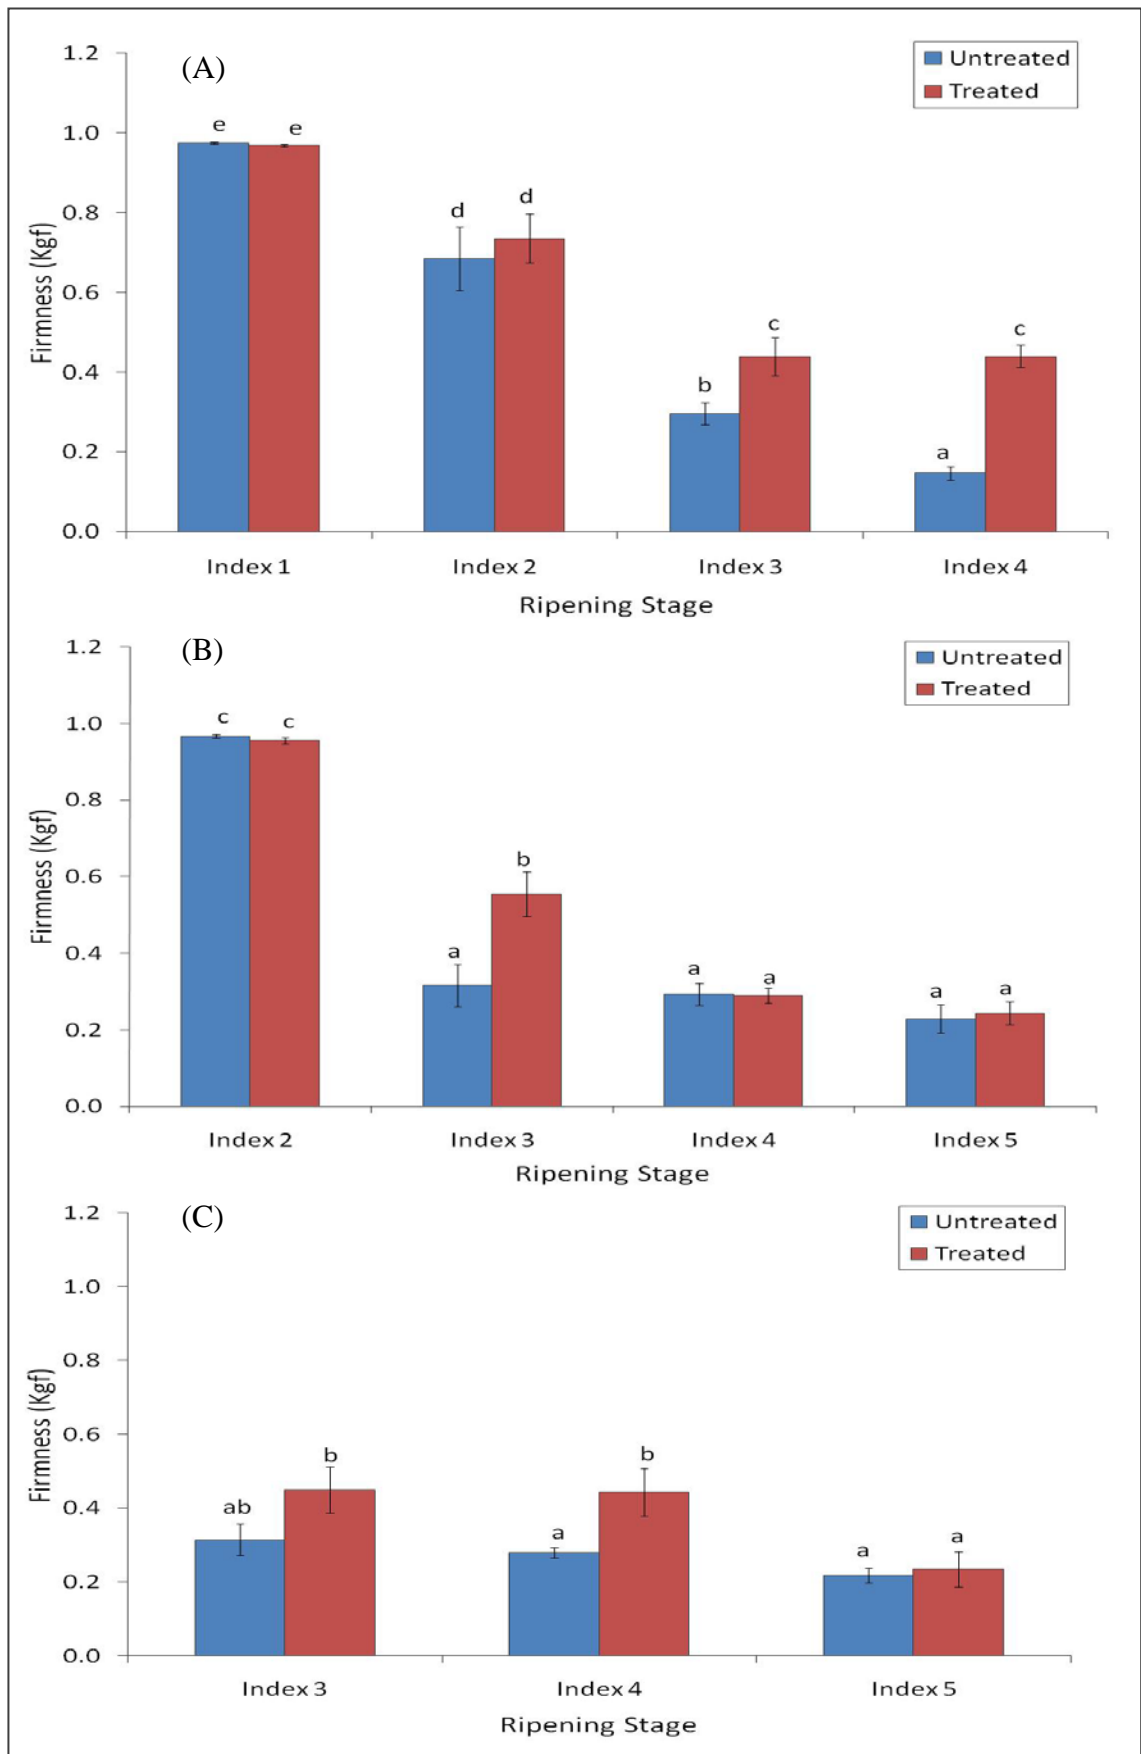 (A)
Untreated
Treated
Firmness (Kgf)
1.2
1.0
0.8
0.6
0.4
0.2
0.0
e e
d d
b c
a c
Index 1 Index 2 Index 3 Index 4
Ripening Stage
(B)
Untreated
Treated
Firmness (Kgf)
1.2
1.0
0.8
0.6
0.4
0.2
0.0
c c
a b
a a
a a
Index 2 Index 3 Index 4 Index 5
Ripening Stage
(C)
Untreated
Treated
Firmness (Kgf)
1.2
1.0
0.8
0.6
0.4
0.2
0.0
ab b
a b
a a
Index 3 Index 4 Index 5
Ripening Stage